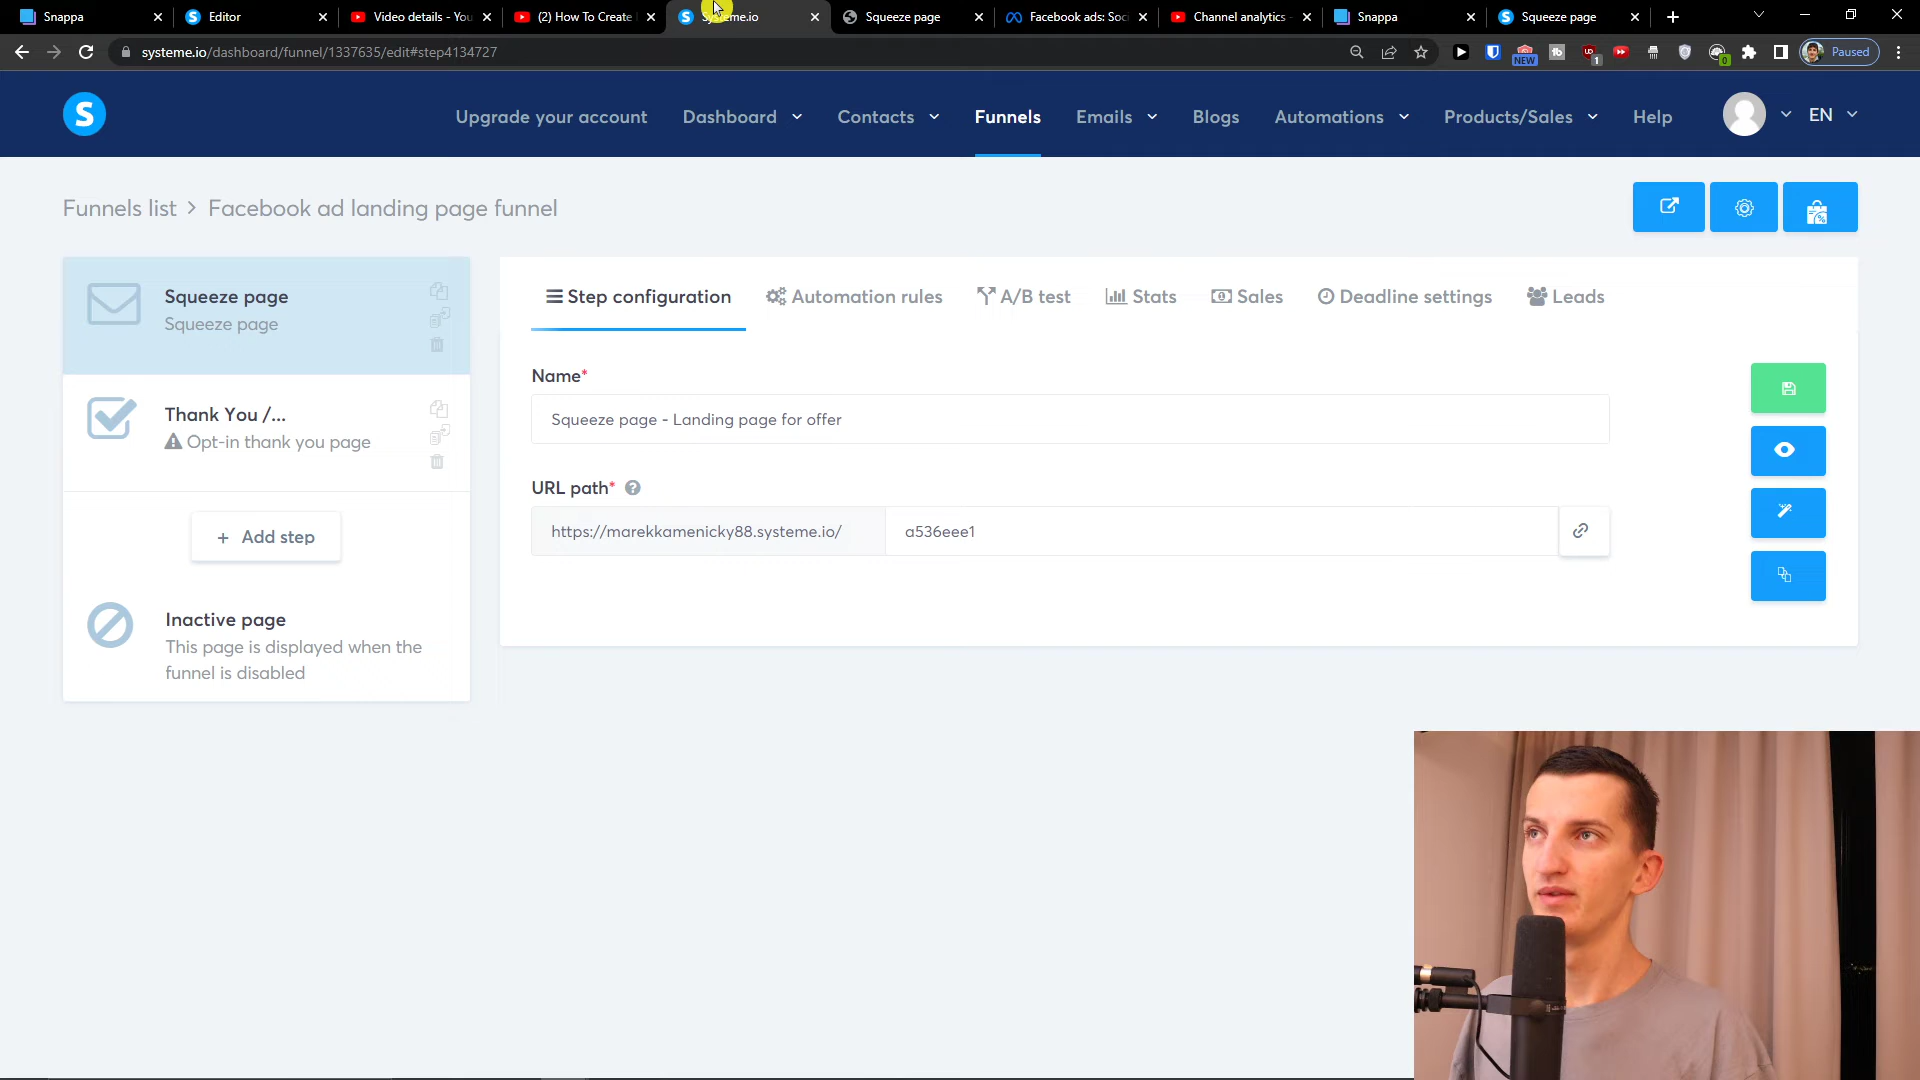 Snappa
Editor
Video details - You
(2) How To Create
Systeme.io
Squeeze page
Facebook ads: Soci
Channel analytics -
Snappa
Squeeze page
systeme.io/dashboard/funnel/1337635/edit#step4134727
NEW
1
0
Paused
S
Upgrade your account
Dashboard
Contacts
Funnels
Emails
Blogs
Automations
Products/Sales
Help
EN
Funnels list > Facebook ad landing page funnel
Squeeze page
Squeeze page
Thank You /...
Opt-in thank you page
+ Add step
Inactive page
This page is displayed when the
funnel is disabled
Step configuration
Automation rules
A/B test
Stats
Sales
Deadline settings
Leads
Name*
Squeeze page - Landing page for offer
URL path* ?
https://marekkamenicky88.systeme.io/
a536eee1